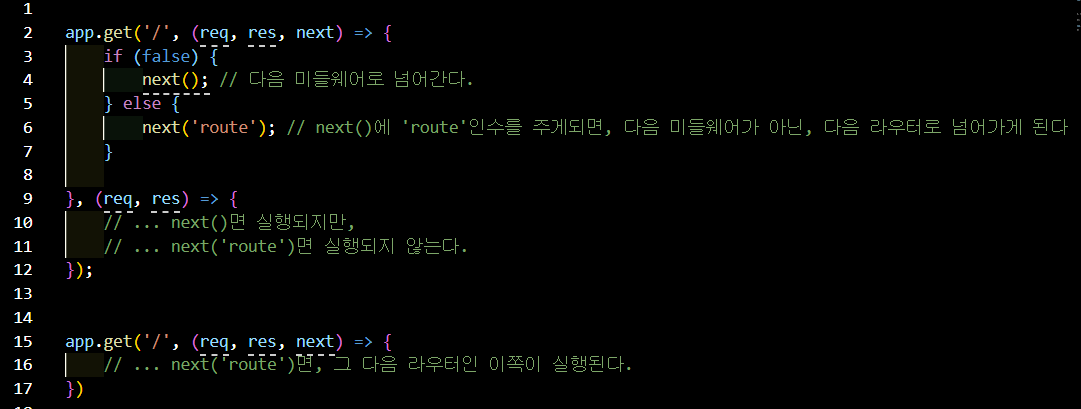 1
2 app.get('/', (req, res, next) => {
3 if (false) {
4 next(); // 다음 미들웨어로 넘어간다.
5 } else {
6 next('route'); // next()에 'route'인수를 주게되면, 다음 미들웨어가 아닌, 다음 라우터로 넘어가게 된다
7 }
8
9 }, (req, res) => {
10 // ... next()면 실행되지만,
11 // ... next('route')면 실행되지 않는다.
12 });
13
14
15 app.get('/', (req, res, next) => {
16 // ... next('route')면, 그 다음 라우터인 이쪽이 실행된다.
17 })